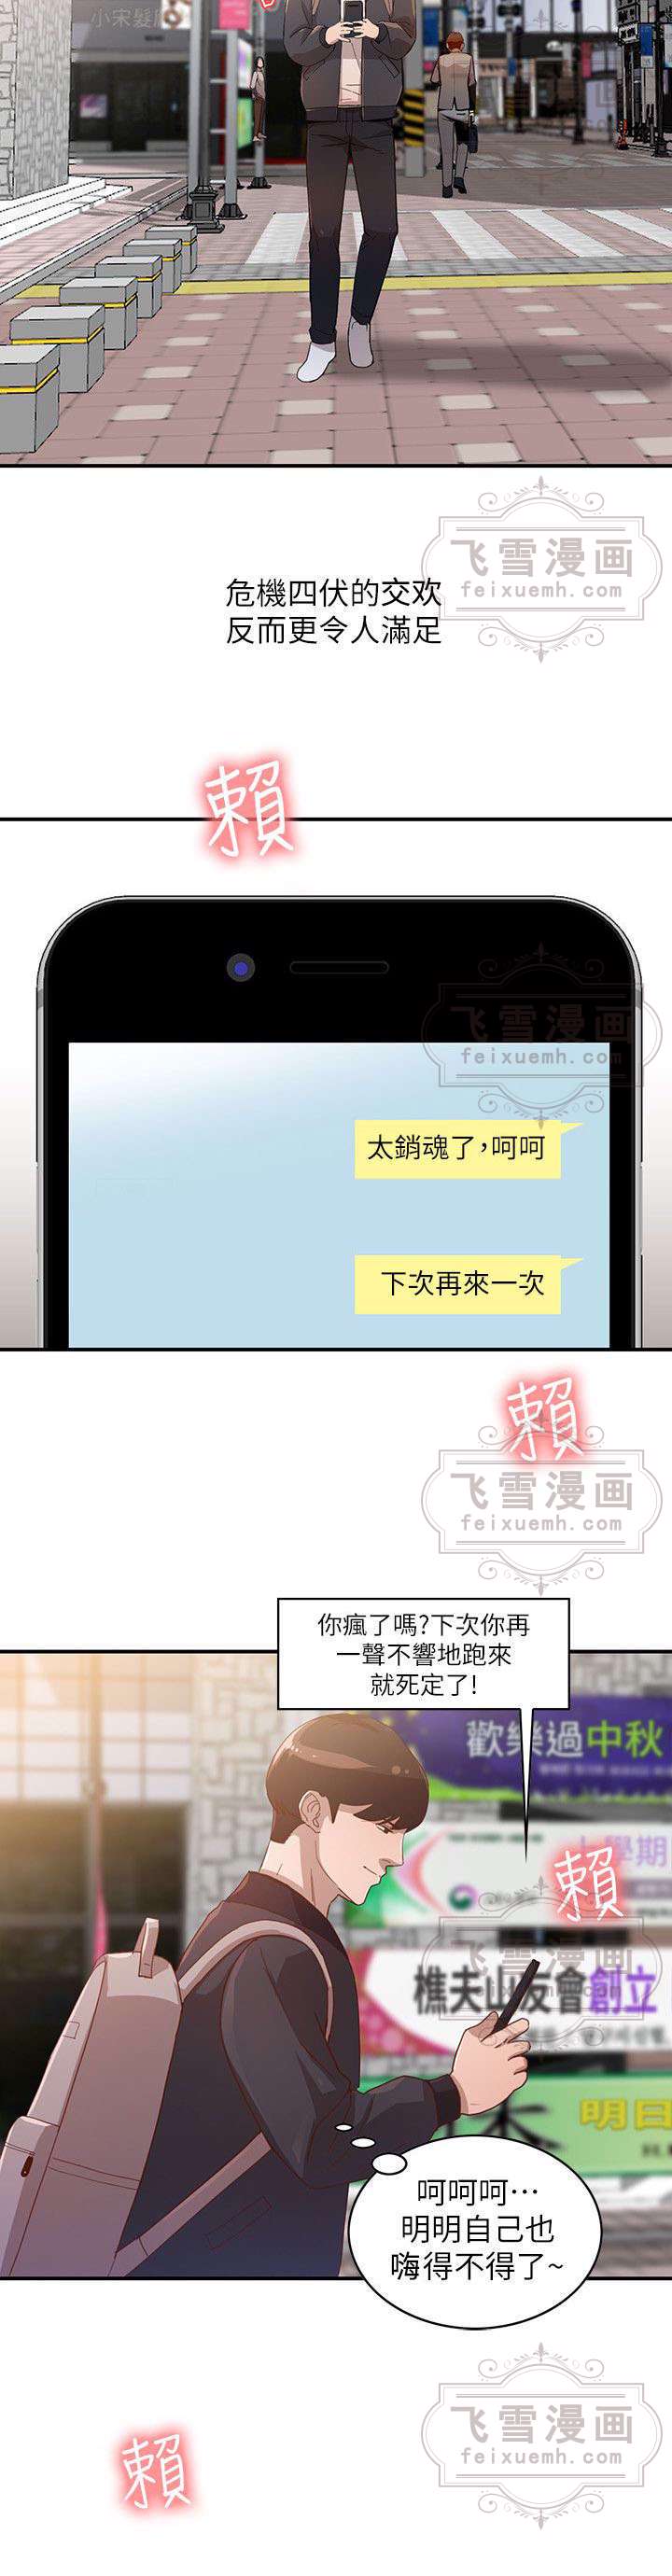 小宋髮
飞雪漫画
feixuemh.com
危機四伏的交欢
反而更令人滿足
賴
飞雪漫画
feixuemh.com
太銷魂了,呵呵
下次再來一次
賴
飞雪漫画
feixuemh.com
你瘋了嗎?下次你再
一聲不響地跑來
就死定了!
歡樂過中秋
學期
賴
飞雪漫画
樵夫山友會創立
明日
呵呵呵…
明明自己也
嗨得不得了~
飞雪漫画
feixuemh.com
賴